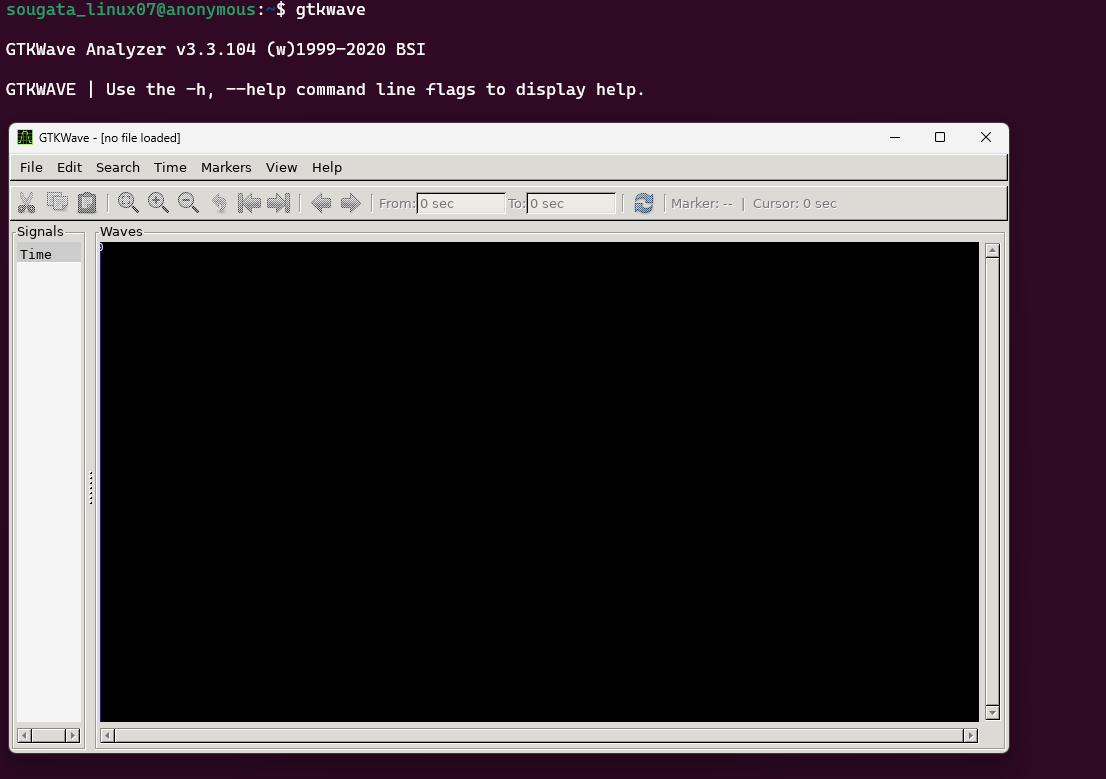 sougata_linux07@anonymous:~$ gtkwave
GTKWave Analyzer v3.3.104 (w)1999-2020 BSI
GTKWAVE | Use the -h, --help command line flags to display help.
GTKWave - [no file loaded]
File Edit Search Time Markers View Help
From: 0 sec To: 0 sec Marker: -- | Cursor: 0 sec
Signals Waves
Time
0